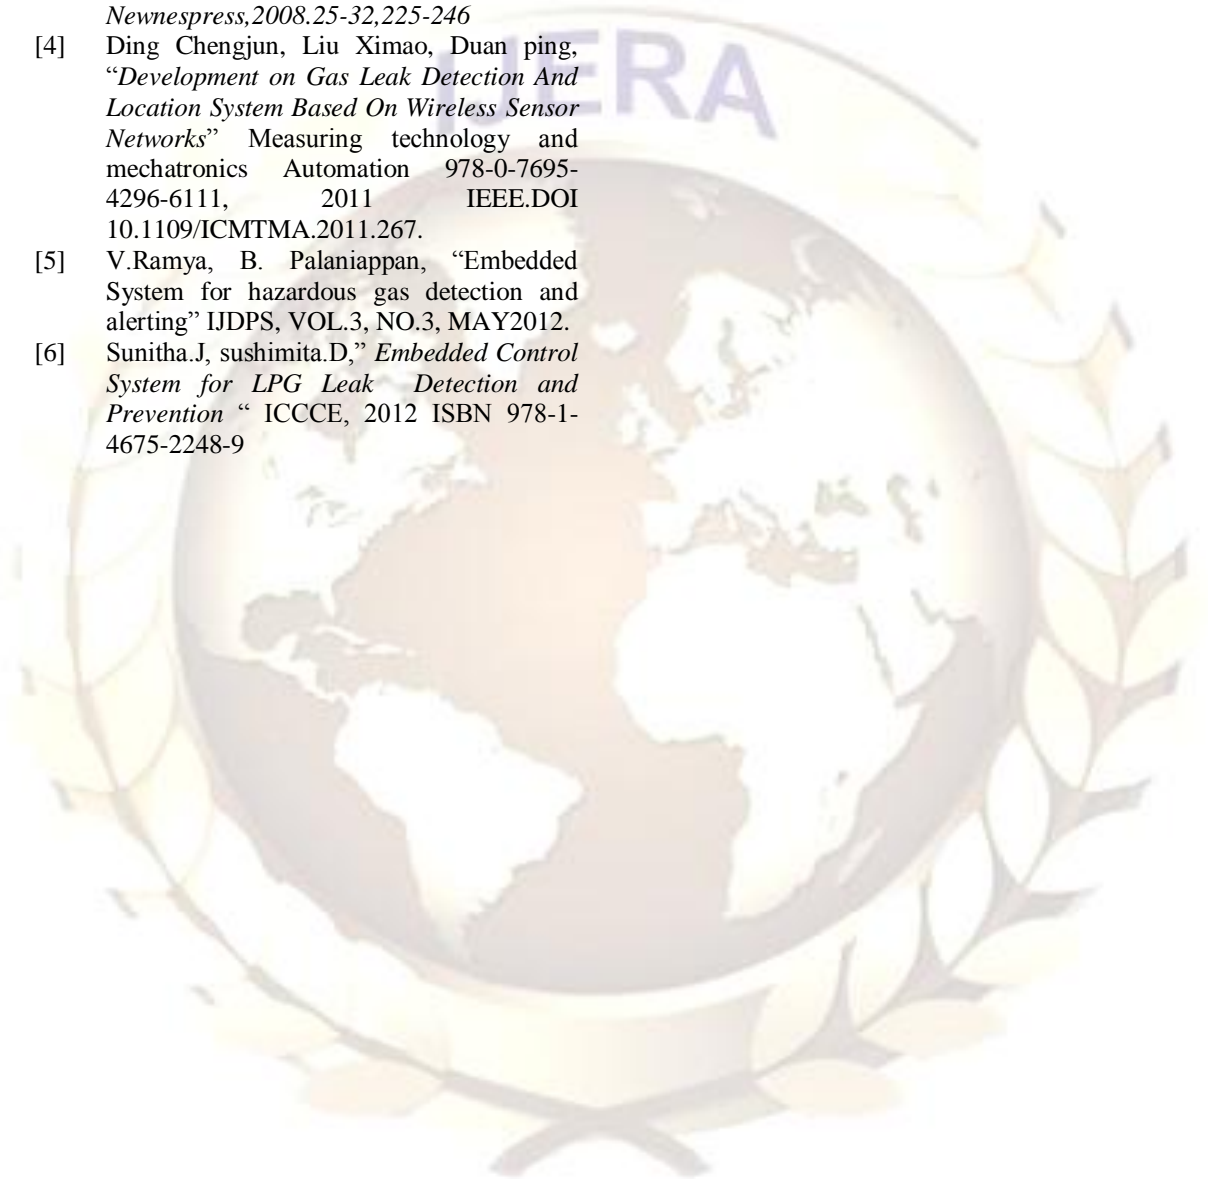 IJERA
Newnespress,2008.25-32,225-246
[4] Ding Chengjun, Liu Ximao, Duan ping,
“Development on Gas Leak Detection And
Location System Based On Wireless Sensor
Networks” Measuring technology and
mechatronics Automation 978-0-7695-
4296-6111, 2011 IEEE.DOI
10.1109/ICMTMA.2011.267.
[5] V.Ramya, B. Palaniappan, “Embedded
System for hazardous gas detection and
alerting” IJDPS, VOL.3, NO.3, MAY2012.
[6] Sunitha.J, sushimita.D,” Embedded Control
System for LPG Leak Detection and
Prevention “ ICCCE, 2012 ISBN 978-1-
4675-2248-9